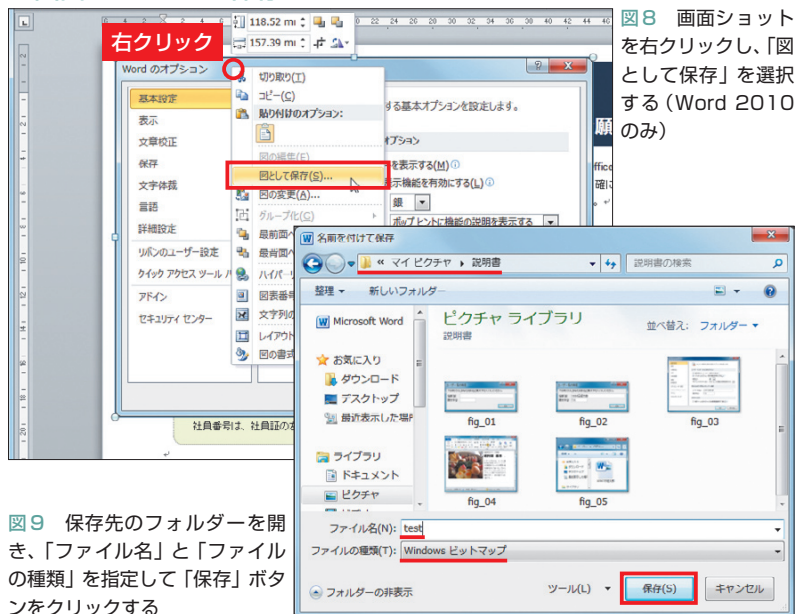 118.52 mi
157.39 mi
0 22 24 26 28 30 32 34 36 38 40 42 44 46
右クリック
図8 画面ショット
を右クリックし、「図
として保存」を選択
する(Word 2010
のみ)
Word のオプション
基本設定
表示
文章校正
保存
文字体裁
言語
詳細設定
リボンのユーザー設定
クイック アクセス ツール
アドイン
セキュリティ センター
切り取り(T)
コピー(C)
貼り付けのオプション:
図の編集(E)
図として保存(S)...
図の変更(A)...
グループ化(G)
最前面へ
最背面へ
ハイパーリ
図表番号
文字列の
レイアウト
図の書式
する基本オプションを設定します。
オプション
を表示する(M)
示機能を有効にする(L)
銀
ポップ ヒントに機能の説明を表示する
願
社員番号は、社員証の
名前を付けて保存
« マイ ピクチャ 説明書
説明書の検索
整理 新しいフォルダー
Microsoft Word
お気に入り
ダウンロード
デスクトップ
最近表示した場所
ライブラリ
ドキュメント
ピクチャ
ピクチャ ライブラリ
説明書
並べ替え: フォルダー
fig_01 fig_02 fig_03
fig_04 fig_05
ファイル名(N): test
ファイルの種類(T): Windows ビットマップ
フォルダーの非表示
ツール(L) 保存(S) キャンセル
図9 保存先のフォルダーを開
き、「ファイル名」と「ファイル
の種類」を指定して「保存」ボタ
ンをクリックする